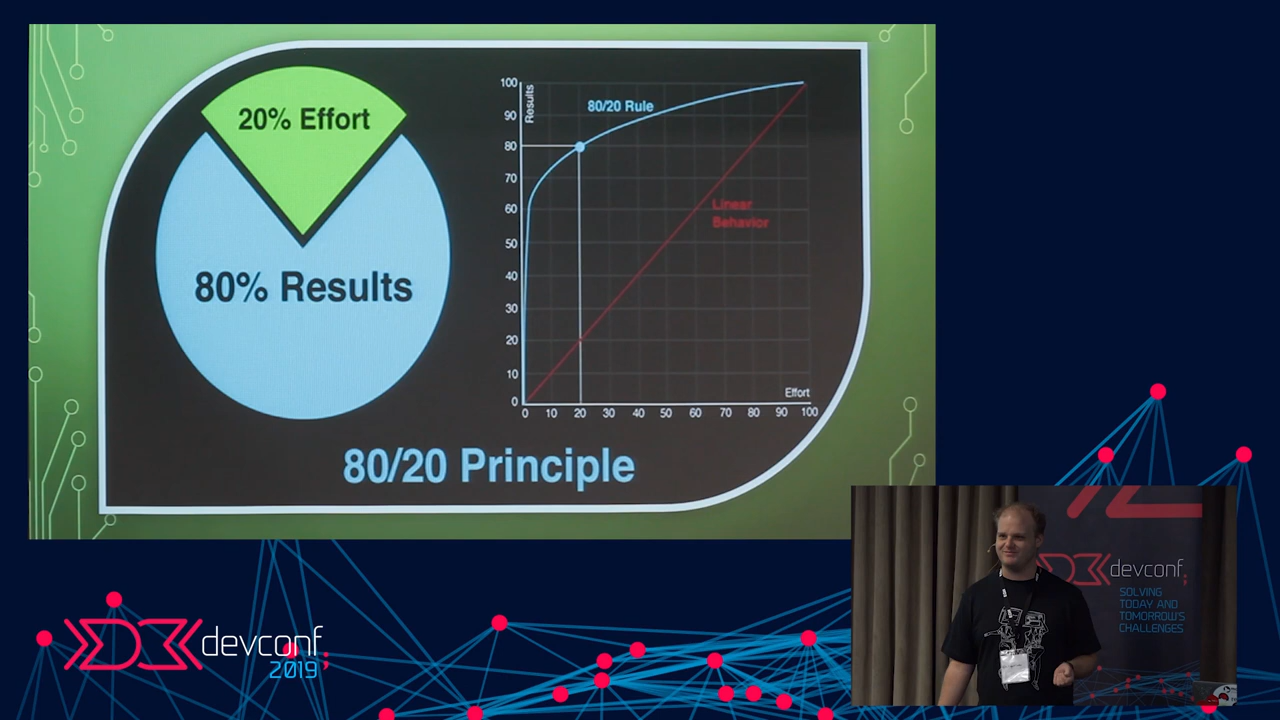 20% Effort
80% Results
80/20 Principle
Results
80/20 Rule
Linear
Behavior
Effort
100
90
80
70
60
50
40
30
20
10
0
0 10 20 30 40 50 60 70 80 90 100
devconf;
2019
devconf;
SOLVING
TODAY AND
TOMORROW'S
CHALLENGES